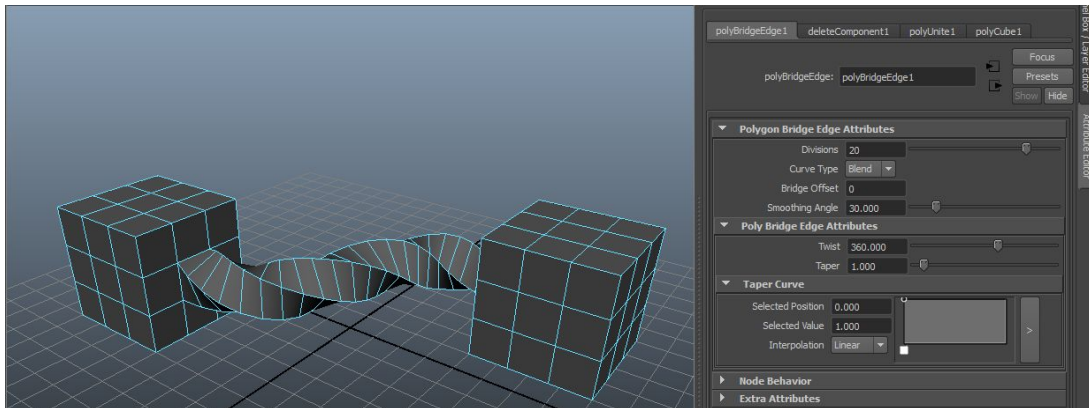 polyBridgeEdge1 deleteComponent1 polyUnite1 polyCube1
Focus
polyBridgeEdge: polyBridgeEdge1
Presets
Show Hide
Polygon Bridge Edge Attributes
Divisions 20
Curve Type Blend
Bridge Offset 0
Smoothing Angle 30.000
Poly Bridge Edge Attributes
Twist 360.000
Taper 1.000
Taper Curve
Selected Position 0.000
Selected Value 1.000
>
Interpolation Linear
Node Behavior
Extra Attributes
Box / Layer Editor
Attribute Editor